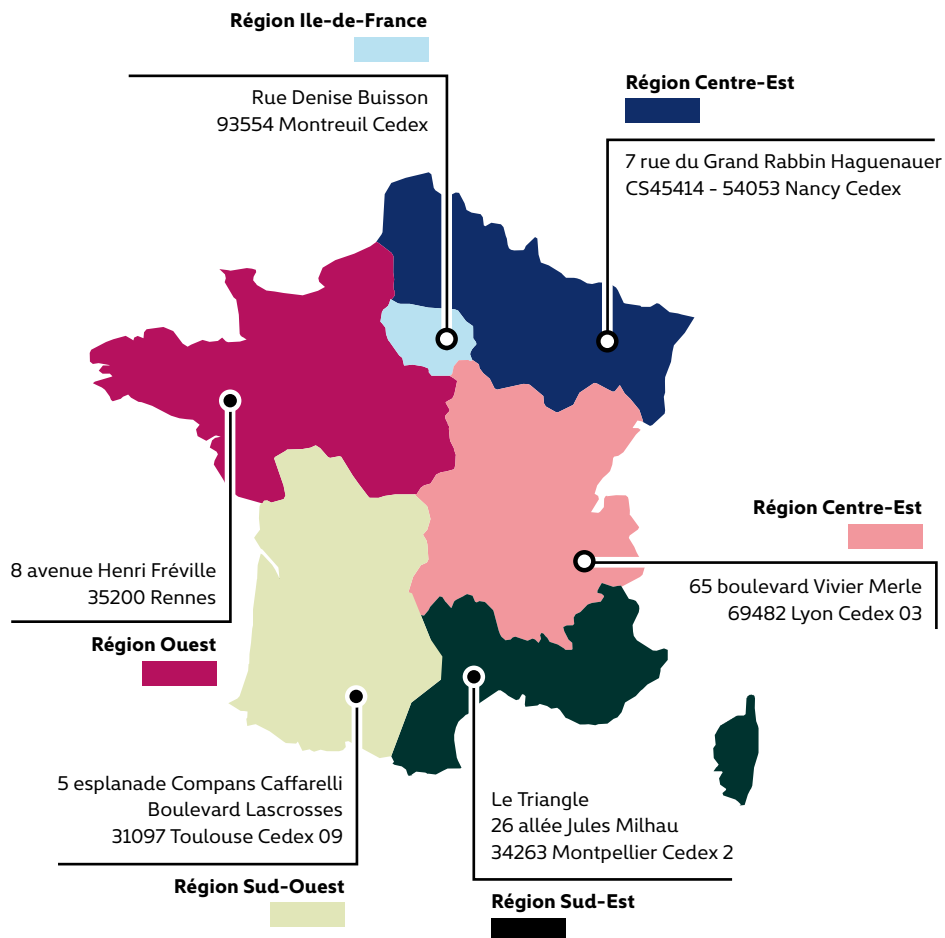 Région Ile-de-France
Rue Denise Buisson
93554 Montreuil Cedex
Région Centre-Est
7 rue du Grand Rabbin Haguenauer
CS45414 - 54053 Nancy Cedex
Région Centre-Est
65 boulevard Vivier Merle
69482 Lyon Cedex 03
8 avenue Henri Fréville
35200 Rennes
Région Ouest
5 esplanade Compans Caffarelli
Boulevard Lascrosses
31097 Toulouse Cedex 09
Région Sud-Ouest
Le Triangle
26 allée Jules Milhau
34263 Montpellier Cedex 2
Région Sud-Est